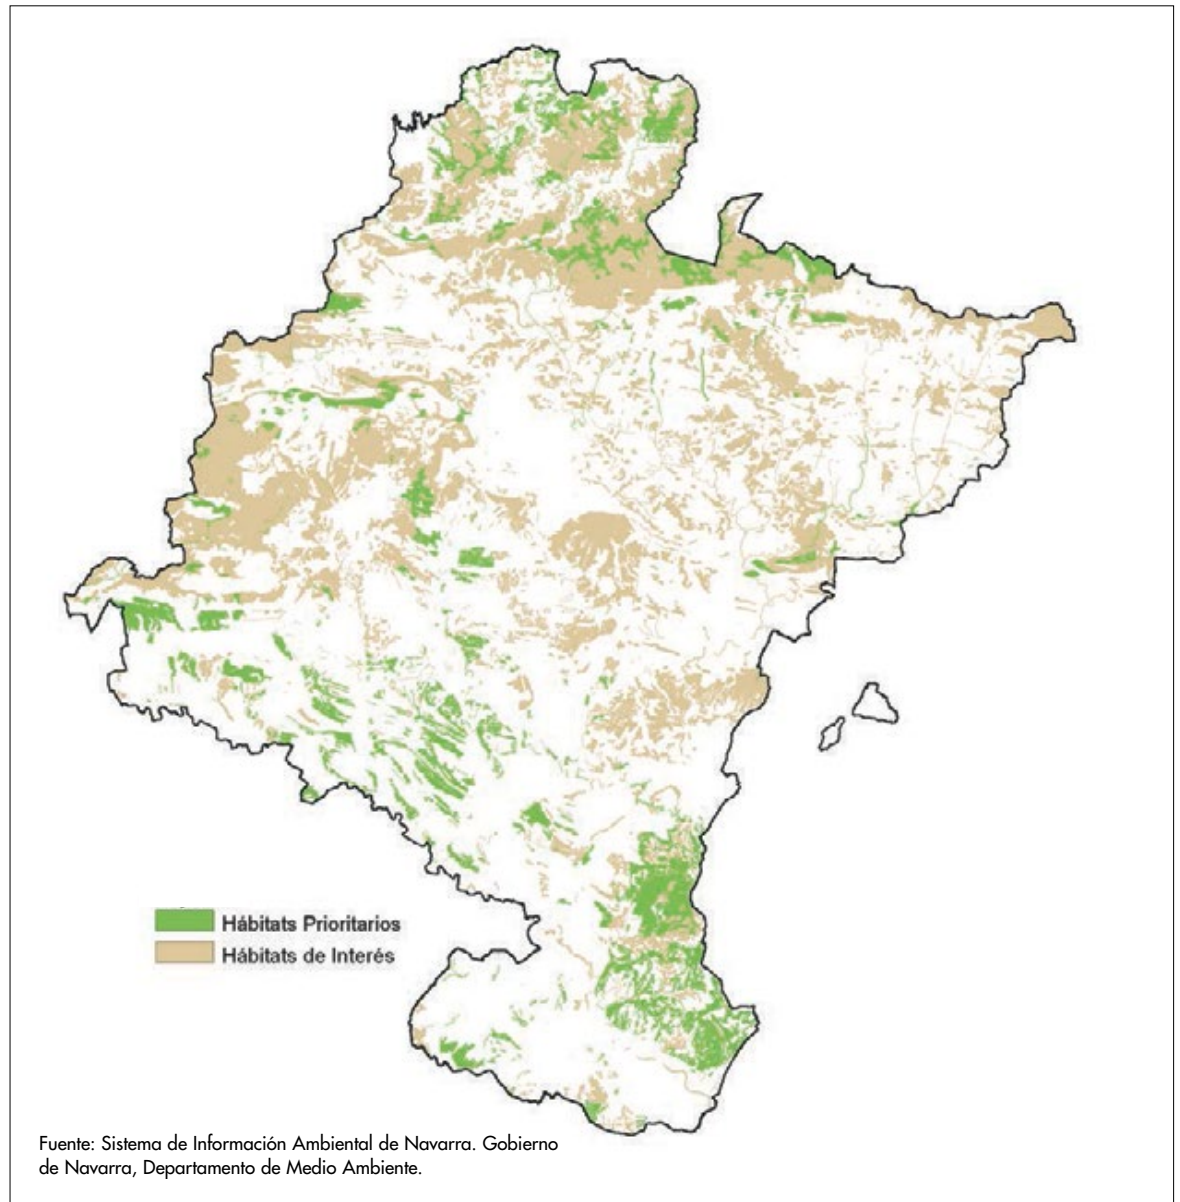 Hábitats Prioritarios
Hábitats de Interés
Fuente: Sistema de Información Ambiental de Navarra. Gobierno
de Navarra, Departamento de Medio Ambiente.